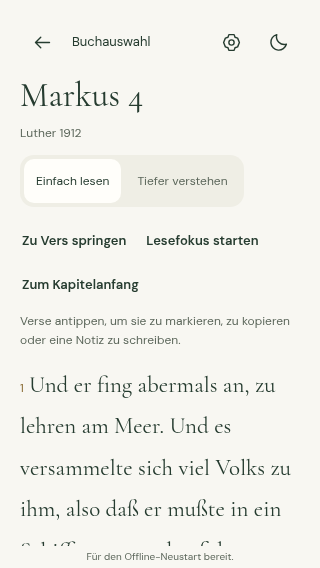 Buchauswahl
Markus 4
Luther 1912
Einfach lesen Tiefer verstehen
Zu Vers springen Lesefokus starten
Zum Kapitelanfang
Verse antippen, um sie zu markieren, zu kopieren
oder eine Notiz zu schreiben.
1 Und er fing abermals an, zu
lehren am Meer. Und es
versammelte sich viel Volks zu
ihm, also daß er mußte in ein
Für den Offline-Neustart bereit.